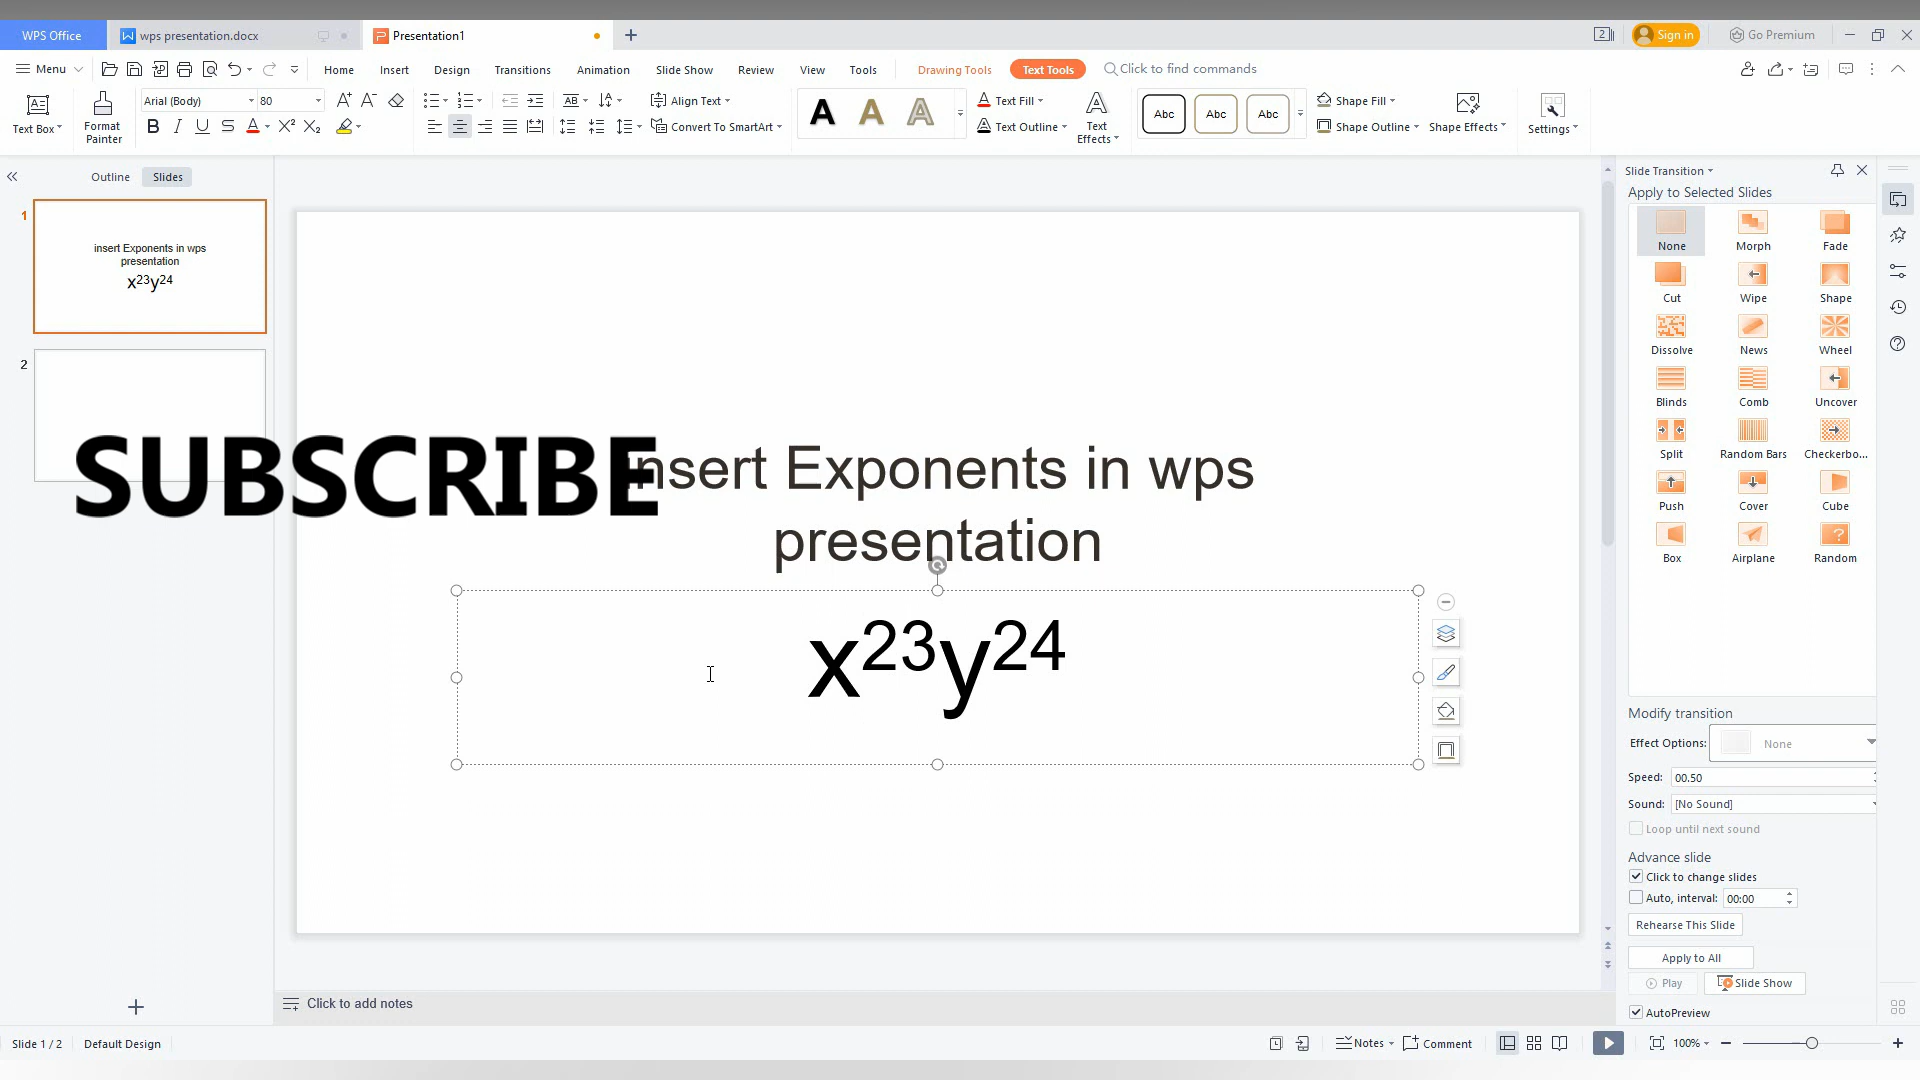 WPS Office
wps presentation.docx
Presentation1
2
Sign in
Go Premium
Menu
Home
Insert
Design
Transitions
Animation
Slide Show
Review
View
Tools
Drawing Tools
Text Tools
Click to find commands
Text Box
Format Painter
Arial (Body)
80
Align Text
Convert To SmartArt
Text Fill
Text Outline
Text Effects
Abc
Abc
Abc
Shape Fill
Shape Outline
Shape Effects
Settings
Outline
Slides
1
insert Exponents in wps
presentation
x²³y²⁴
2
SUBSCRIBE
insert Exponents in wps
presentation
x²³y²⁴
Slide Transition
Apply to Selected Slides
None
Morph
Fade
Cut
Wipe
Shape
Dissolve
News
Wheel
Blinds
Comb
Uncover
Split
Random Bars
Checkerbo...
Push
Cover
Cube
Box
Airplane
Random
Modify transition
Effect Options:
None
Speed:
00.50
Sound:
[No Sound]
Loop until next sound
Advance slide
Click to change slides
Auto, interval:
00:00
Rehearse This Slide
Apply to All
Play
Slide Show
AutoPreview
Click to add notes
Slide 1 / 2
Default Design
Notes
Comment
100%